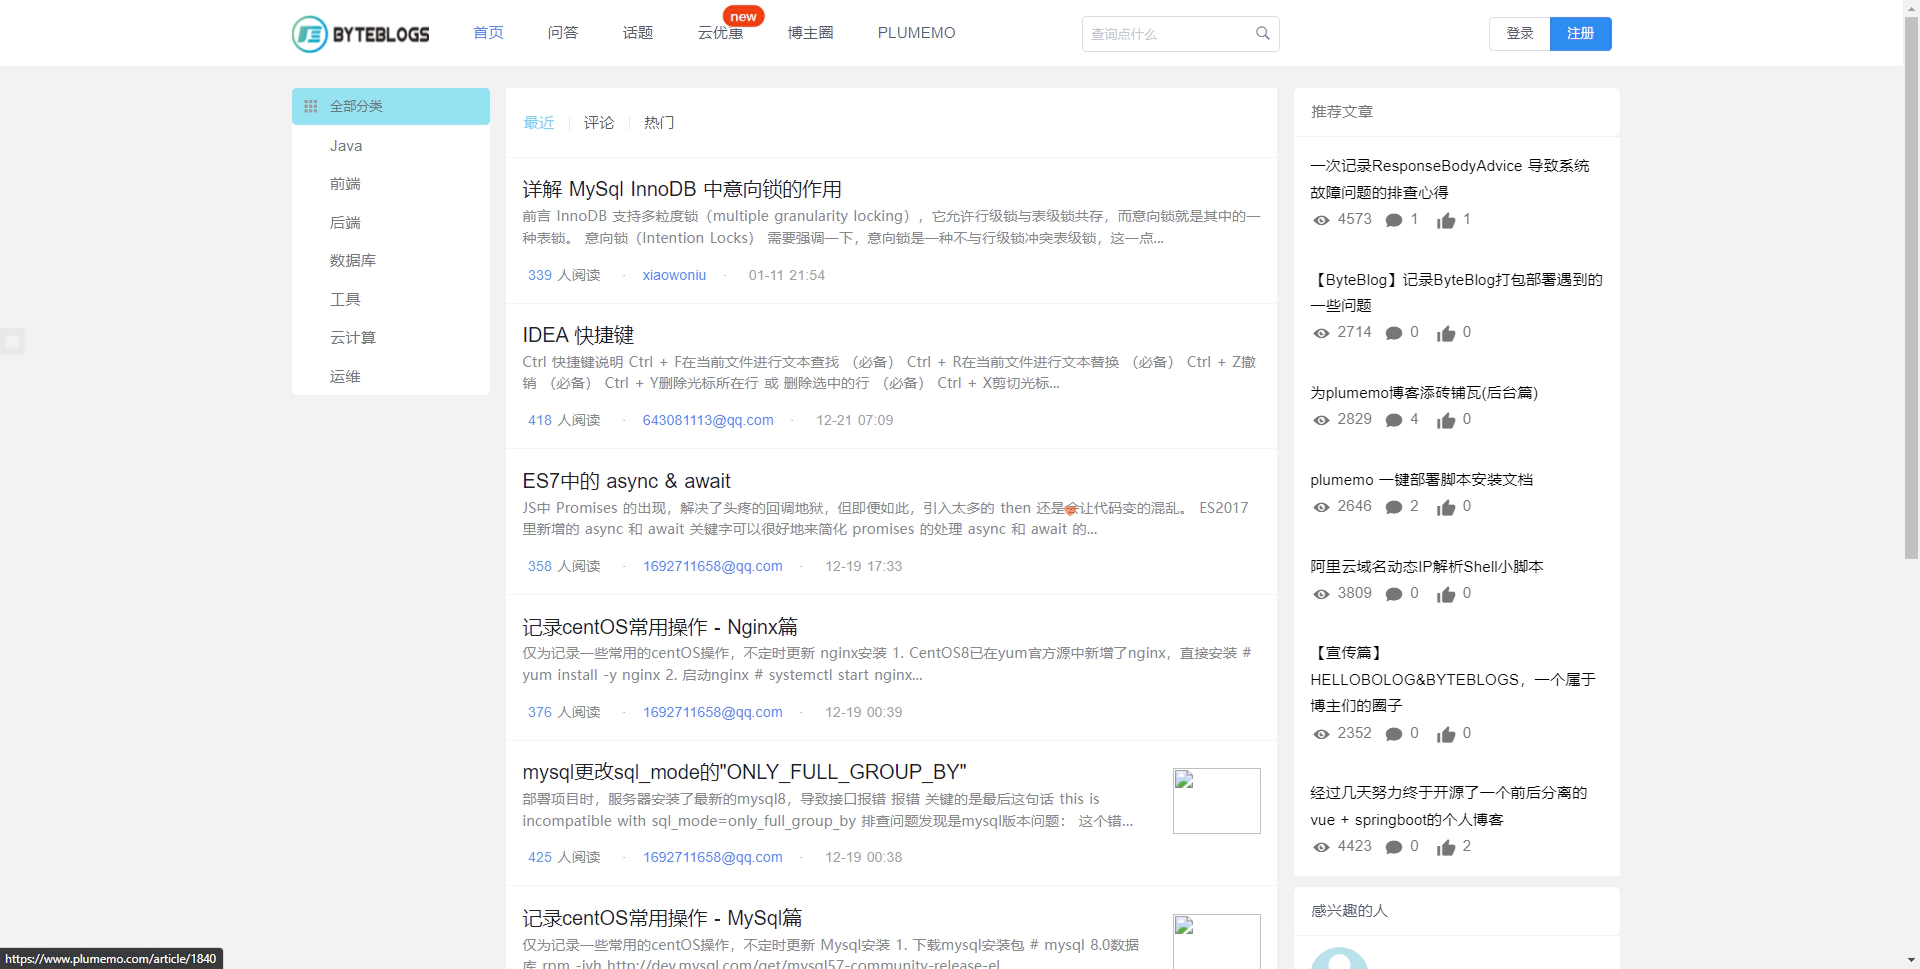 BYTEBLOGS
首页
问答
话题
云优惠
new
博主圈
PLUMEMO
查询点什么
登录
注册
全部分类
Java
前端
后端
数据库
工具
云计算
运维
最近
评论
热门
详解 MySql InnoDB 中意向锁的作用
前言 InnoDB 支持多粒度锁（multiple granularity locking），它允许行级锁与表级锁共存，而意向锁就是其中的一
种表锁。 意向锁（Intention Locks） 需要强调一下，意向锁是一种不与行级锁冲突表级锁，这一点...
339 人阅读 · xiaowoniu · 01-11 21:54
IDEA 快捷键
Ctrl 快捷键说明 Ctrl + F在当前文件进行文本查找 （必备） Ctrl + R在当前文件进行文本替换 （必备） Ctrl + Z撤
销 （必备） Ctrl + Y删除光标所在行 或 删除选中的行 （必备） Ctrl + X剪切光标...
418 人阅读 · 643081113@qq.com · 12-21 07:09
ES7中的 async & await
JS中 Promises 的出现，解决了头疼的回调地狱，但即便如此，引入太多的 then 还是会让代码变的混乱。 ES2017
里新增的 async 和 await 关键字可以很好地来简化 promises 的处理 async 和 await 的...
358 人阅读 · 1692711658@qq.com · 12-19 17:33
记录centOS常用操作 - Nginx篇
仅为记录一些常用的centOS操作，不定时更新 nginx安装 1. CentOS8已在yum官方源中新增了nginx，直接安装 #
yum install -y nginx 2. 启动nginx # systemctl start nginx...
376 人阅读 · 1692711658@qq.com · 12-19 00:39
mysql更改sql_mode的"ONLY_FULL_GROUP_BY"
部署项目时，服务器安装了最新的mysql8，导致接口报错 报错 关键的是最后这句话 this is
incompatible with sql_mode=only_full_group_by 排查问题发现是mysql版本问题： 这个错...
425 人阅读 · 1692711658@qq.com · 12-19 00:38
记录centOS常用操作 - MySql篇
仅为记录一些常用的centOS操作，不定时更新 Mysql安装 1. 下载mysql安装包 # mysql 8.0数据
库 rpm -ivh http://dev.mysql.com/get/mysql57-community-release-el
推荐文章
一次记录ResponseBodyAdvice 导致系统
故障问题的排查心得
4573 1 1
【ByteBlog】记录ByteBlog打包部署遇到的
一些问题
2714 0 0
为plumemo博客添砖铺瓦(后台篇)
2829 4 0
plumemo 一键部署脚本安装文档
2646 2 0
阿里云域名动态IP解析Shell小脚本
3809 0 0
【宣传篇】
HELLOBOLOG&BYTEBLOGS，一个属于
博主们的圈子
2352 0 0
经过几天努力终于开源了一个前后分离的
vue + springboot的个人博客
4423 0 2
感兴趣的人
https://www.plumemo.com/article/1840